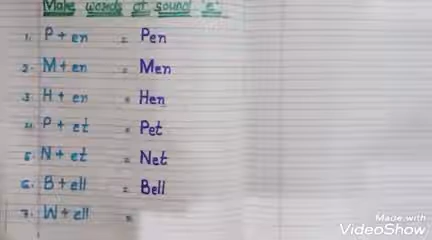 Make words of sound "e"
1. P + en = Pen
2. M + en = Men
3. H + en = Hen
4. P + et = Pet
5. N + et = Net
6. B + ell = Bell
7. W + ell =
Made with
VideoShow